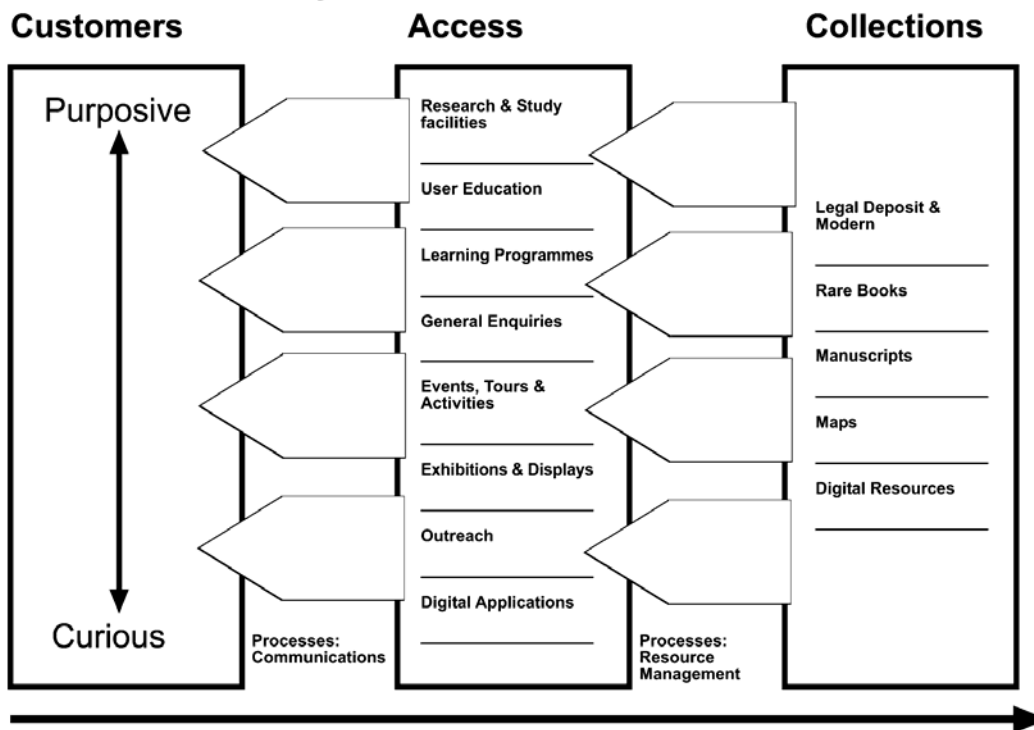 Customers
Access
Collections
Purposive
Curious
Processes:
Communications
Research & Study
facilities
User Education
Learning Programmes
General Enquiries
Events, Tours &
Activities
Exhibitions & Displays
Outreach
Digital Applications
Processes:
Resource
Management
Legal Deposit &
Modern
Rare Books
Manuscripts
Maps
Digital Resources